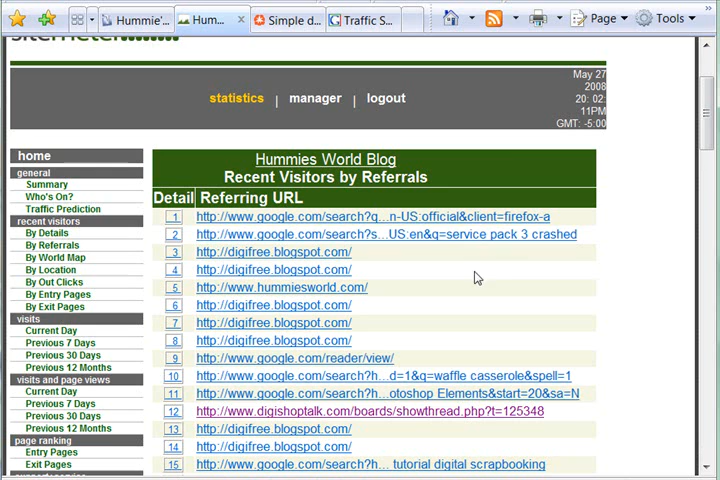 Hummie'...
Hum...
Simple d...
Traffic S...
Page
Tools
statistics | manager | logout
May 27
2008
20: 02:
11PM
GMT: -5:00
home
general
Summary
Who's On?
Traffic Prediction
recent visitors
By Details
By Referrals
By World Map
By Location
By Out Clicks
By Entry Pages
By Exit Pages
visits
Current Day
Previous 7 Days
Previous 30 Days
Previous 12 Months
visits and page views
Current Day
Previous 7 Days
Previous 30 Days
Previous 12 Months
page ranking
Entry Pages
Exit Pages
Hummies World Blog
Recent Visitors by Referrals
Detail Referring URL
1 http://www.google.com/search?q...n-US:official&client=firefox-a
2 http://www.google.com/search?s...US:en&q=service pack 3 crashed
3 http://digifree.blogspot.com/
4 http://digifree.blogspot.com/
5 http://www.hummiesworld.com/
6 http://digifree.blogspot.com/
7 http://digifree.blogspot.com/
8 http://digifree.blogspot.com/
9 http://www.google.com/reader/view/
10 http://www.google.com/search?h...d=1&q=waffle casserole&spell=1
11 http://www.google.com/search?h...otoshop Elements&start=20&sa=N
12 http://www.digishoptalk.com/boards/showthread.php?t=125348
13 http://digifree.blogspot.com/
14 http://digifree.blogspot.com/
15 http://www.google.com/search?h... tutorial digital scrapbooking